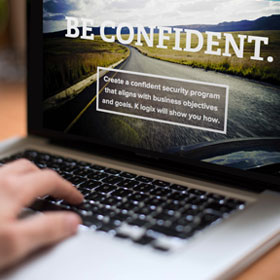 BE CONFIDENT.
Create a confident security program
that aligns with business objectives
and goals. K logix will show you how.